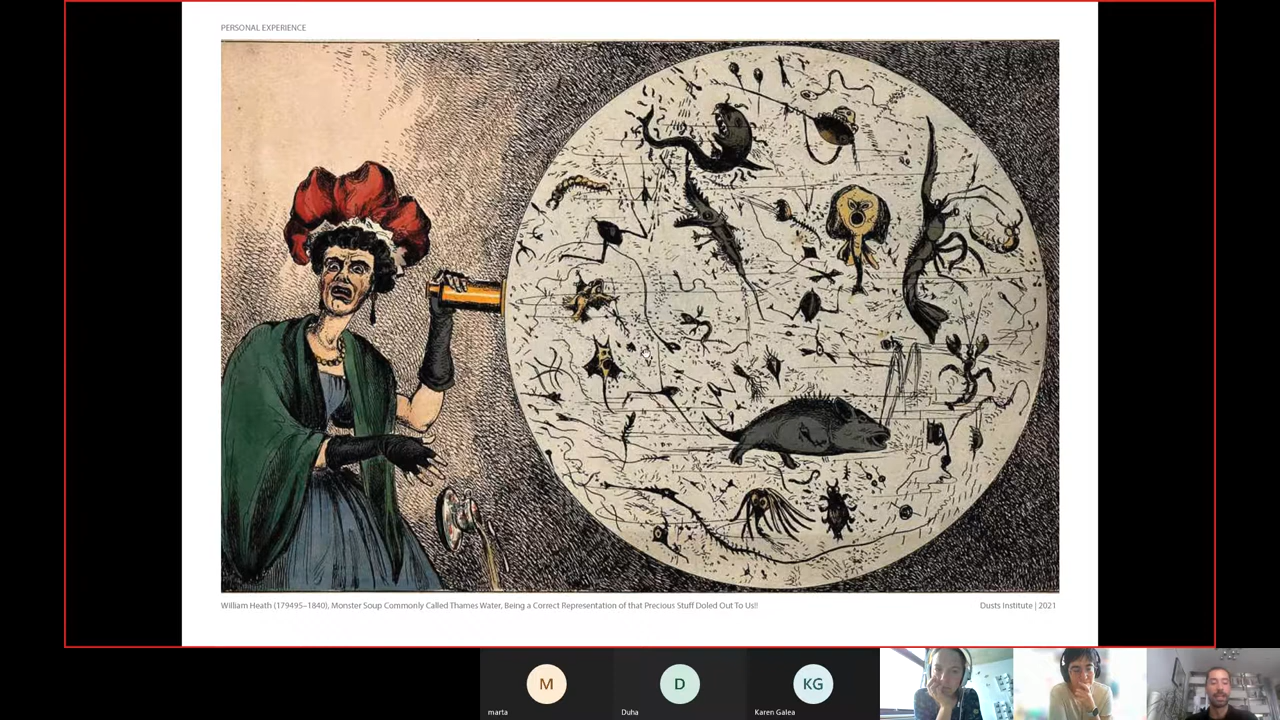 PERSONAL EXPERIENCE
William Heath (179495–1840), Monster Soup Commonly Called Thames Water, Being a Correct Representation of that Precious Stuff Doled Out To Us!!
Dusts Institute | 2021
M
D
KG
marta
Duha
Karen Galea